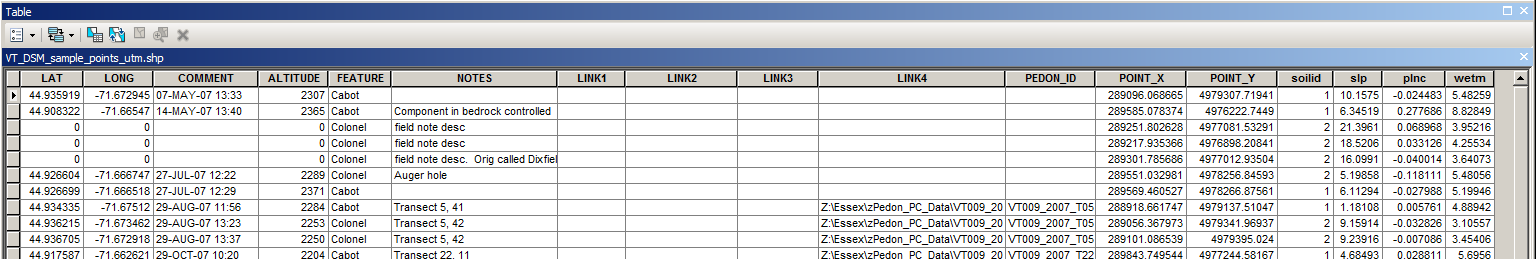 Table
VT_DSM_sample_points_utm.shp
LAT LONG COMMENT ALTITUDE FEATURE NOTES LINK1 LINK2 LINK3 LINK4 PEDON_ID POINT_X POINT_Y soilid slp plnc wetm
44.935919 -71.672945 07-MAY-07 13:33 2307 Cabot 289096.068665 4979307.71941 1 10.1575 -0.024483 5.48259
44.908322 -71.66547 14-MAY-07 13:40 2365 Cabot Component in bedrock controlled 289585.078374 4976222.7449 1 6.34519 0.277686 8.82849
0 0 0 Colonel field note desc 289251.802628 4977081.53291 2 21.3961 0.068968 3.95216
0 0 0 Colonel field note desc 289217.935366 4976898.20841 2 18.5206 0.033126 4.25534
0 0 0 Colonel field note desc. Orig called Dixfiel 289301.785686 4977012.93504 2 16.0991 -0.040014 3.64073
44.926604 -71.666747 27-JUL-07 12:22 2289 Colonel Auger hole 289551.032981 4978256.84593 2 5.19858 -0.118111 5.48056
44.926699 -71.666518 27-JUL-07 12:29 2371 Cabot 289569.460527 4978266.87561 1 6.11294 -0.027988 5.19946
44.934335 -71.67512 29-AUG-07 11:56 2284 Cabot Transect 5, 41 Z:\Essex\zPedon_PC_Data\VT009_20 VT009_2007_T05 288918.661747 4979137.51047 1 1.18108 0.005761 4.88942
44.936215 -71.673462 29-AUG-07 13:23 2253 Colonel Transect 5, 42 Z:\Essex\zPedon_PC_Data\VT009_20 VT009_2007_T05 289056.367973 4979341.96937 2 9.15914 -0.032826 3.10557
44.936705 -71.672918 29-AUG-07 13:37 2250 Colonel Transect 5, 42 Z:\Essex\zPedon_PC_Data\VT009_20 VT009_2007_T05 289101.086539 4979395.024 2 9.23916 -0.007086 3.45406
44.917587 -71.662621 29-OCT-07 10:20 2204 Cabot Transect 22, 11 Z:\Essex\zPedon_PC_Data\VT009_20 VT009_2007_T22 289843.749544 4977244.58167 1 4.68493 0.028811 5.6956